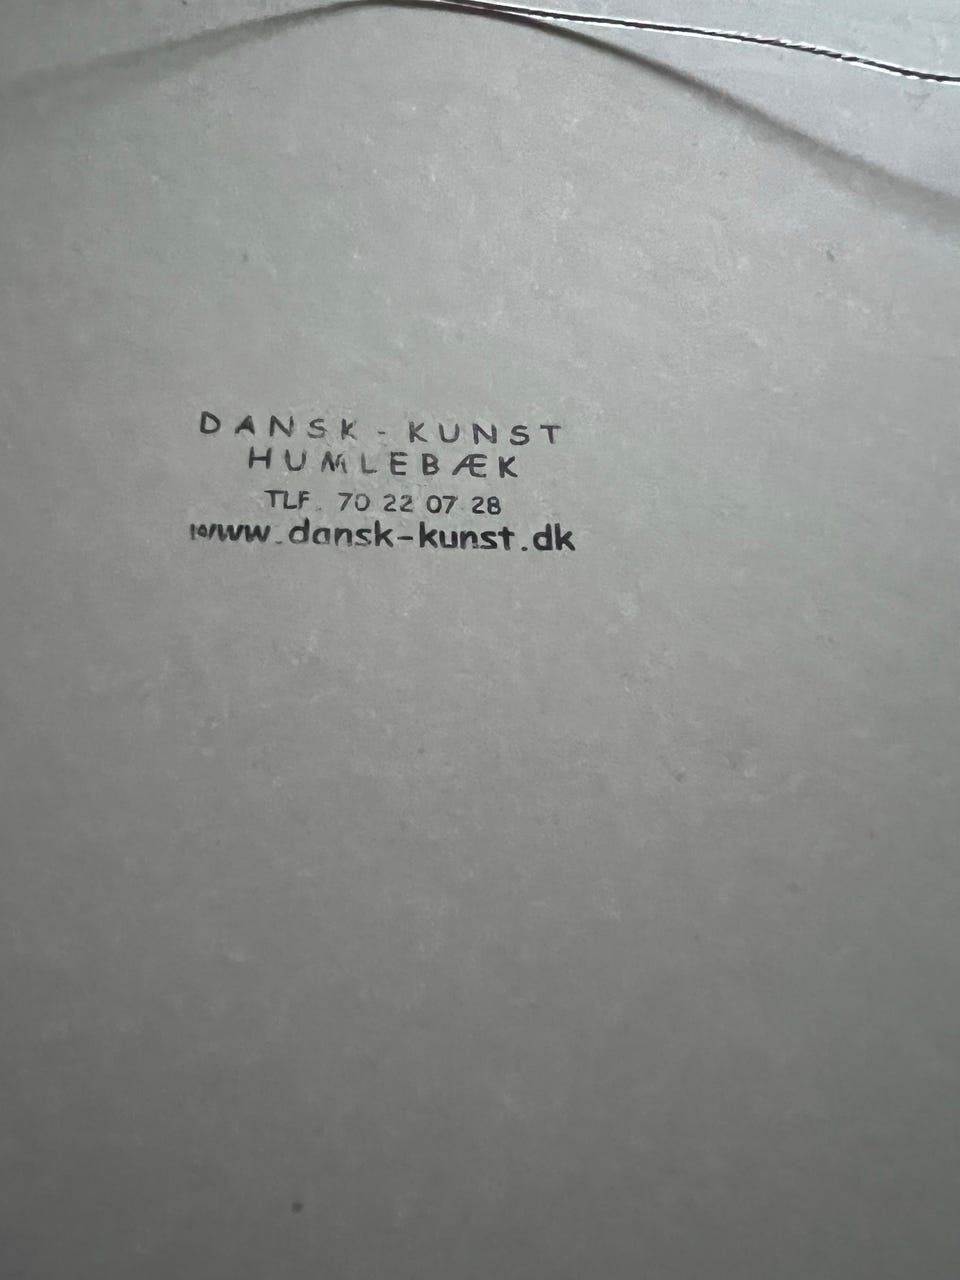 DANSK - KUNST
HUMLEBÆK
TLF. 70 22 07 28
www.dansk-kunst.dk